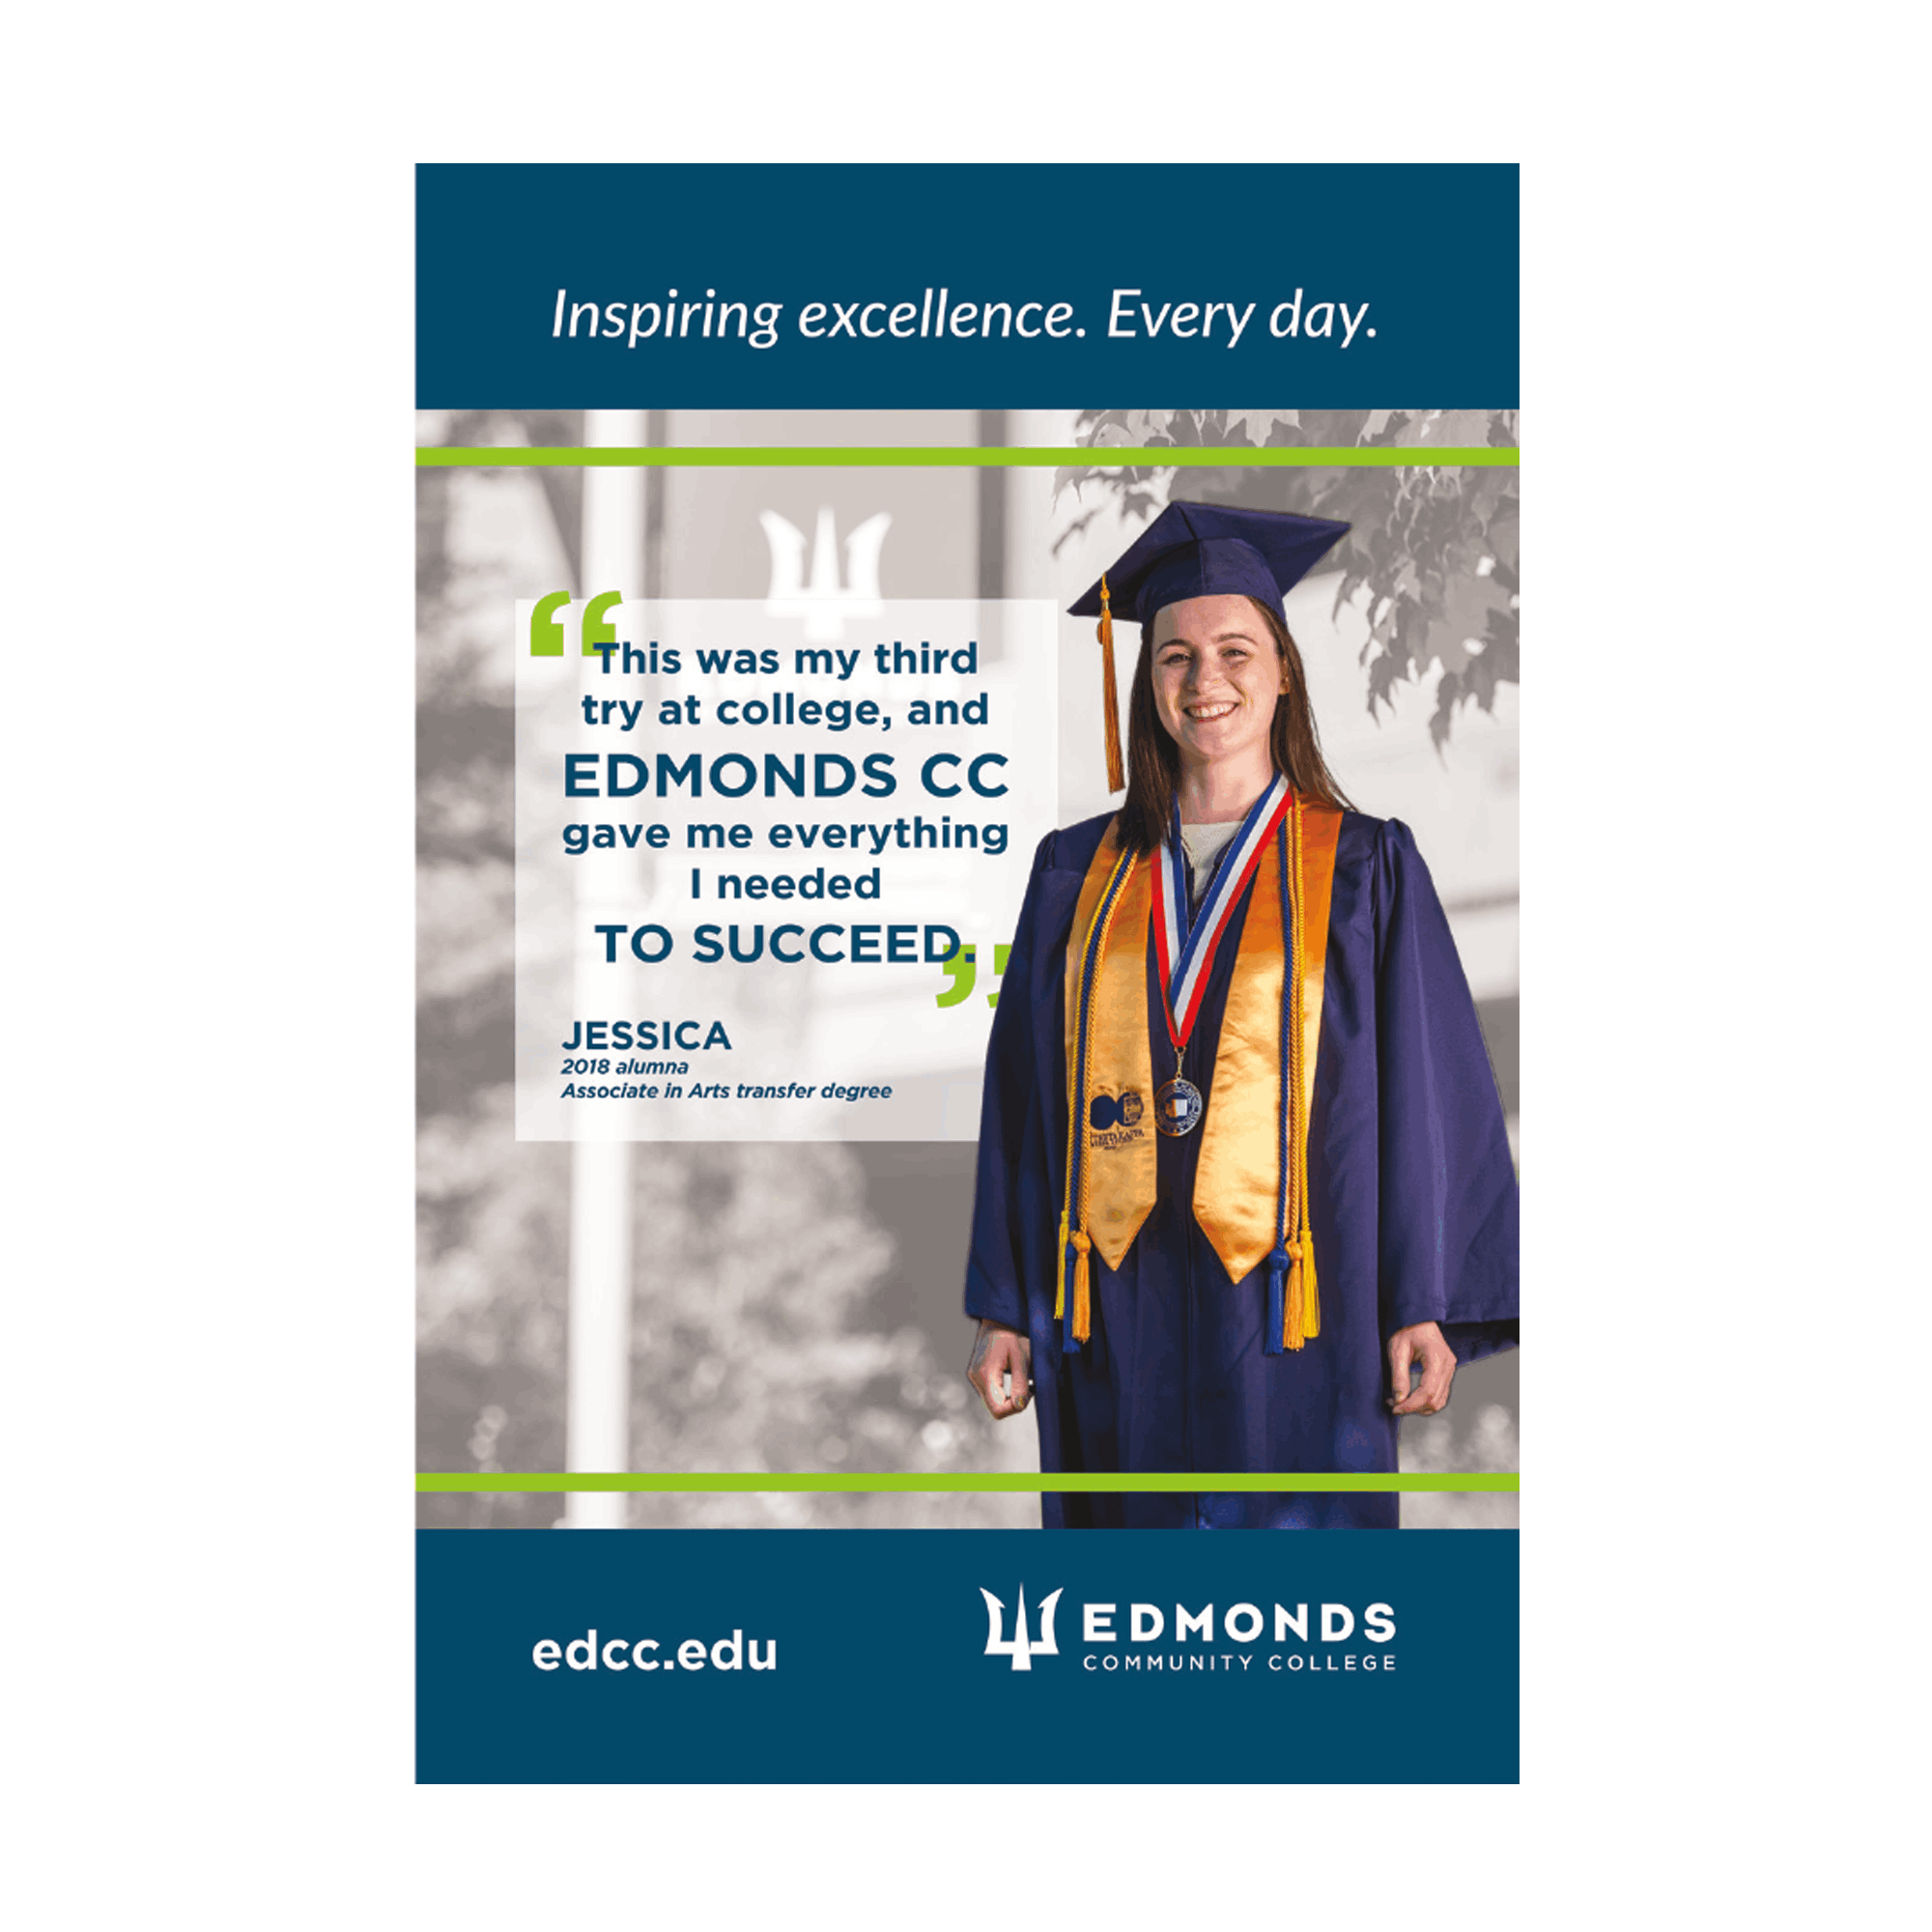 Inspiring excellence. Every day.
“This was my third
try at college, and
EDMONDS CC
gave me everything
I needed
TO SUCCEED.”
JESSICA
2018 alumna
Associate in Arts transfer degree
edcc.edu
EDMONDS
COMMUNITY COLLEGE